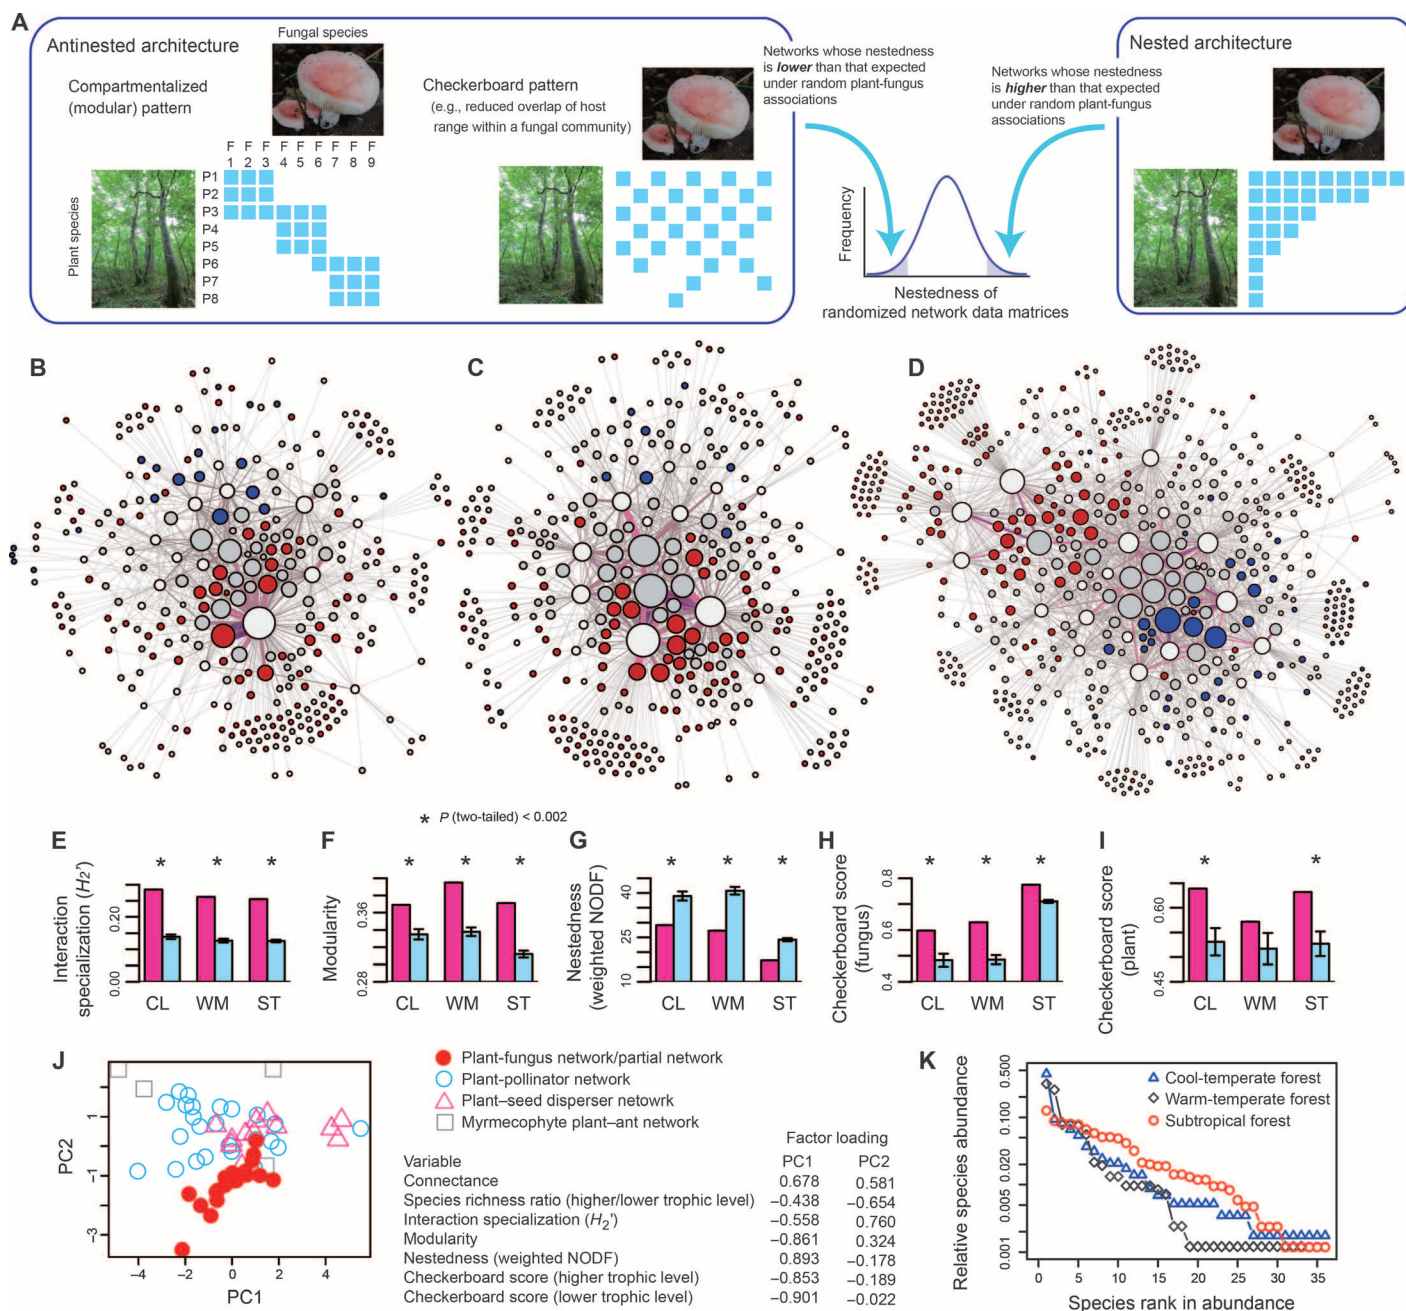 A
Antinested architecture
Fungal species
Compartmentalized
(modular) pattern
F F F F F F F F F
1 2 3 4 5 6 7 8 9
Plant species
P1
P2
P3
P4
P5
P6
P7
P8
Checkerboard pattern
(e.g., reduced overlap of host
range within a fungal community)
Networks whose nestedness
is lower than that expected
under random plant-fungus
associations
Frequency
Nestedness of
randomized network data matrices
Nested architecture
Networks whose nestedness
is higher than that expected
under random plant-fungus
associations
B
C
D
* P (two-tailed) < 0.002
E
Interaction
specialization (H2')
0.20
0.00
* * *
CL WM ST
F
Modularity
0.36
0.28
* * *
CL WM ST
G
Nestedness
(weighted NODF)
40
25
10
* * *
CL WM ST
H
Checkerboard score
(fungus)
0.8
0.6
0.4
* * *
CL WM ST
I
Checkerboard score
(plant)
0.60
0.45
* *
CL WM ST
J
PC2
1
-1
-3
−4 −2 0 2 4
PC1
Plant-fungus network/partial network
Plant-pollinator network
Plant–seed disperser netowrk
Myrmecophyte plant–ant network
Factor loading
Variable PC1 PC2
Connectance 0.678 0.581
Species richness ratio (higher/lower trophic level) −0.438 −0.654
Interaction specialization (H2') −0.558 0.760
Modularity −0.861 0.324
Nestedness (weighted NODF) 0.893 −0.178
Checkerboard score (higher trophic level) −0.853 −0.189
Checkerboard score (lower trophic level) −0.901 −0.022
K
Relative species abundance
0.500
0.100
0.020
0.005
0.001
Cool-temperate forest
Warm-temperate forest
Subtropical forest
0 5 10 15 20 25 30 35
Species rank in abundance